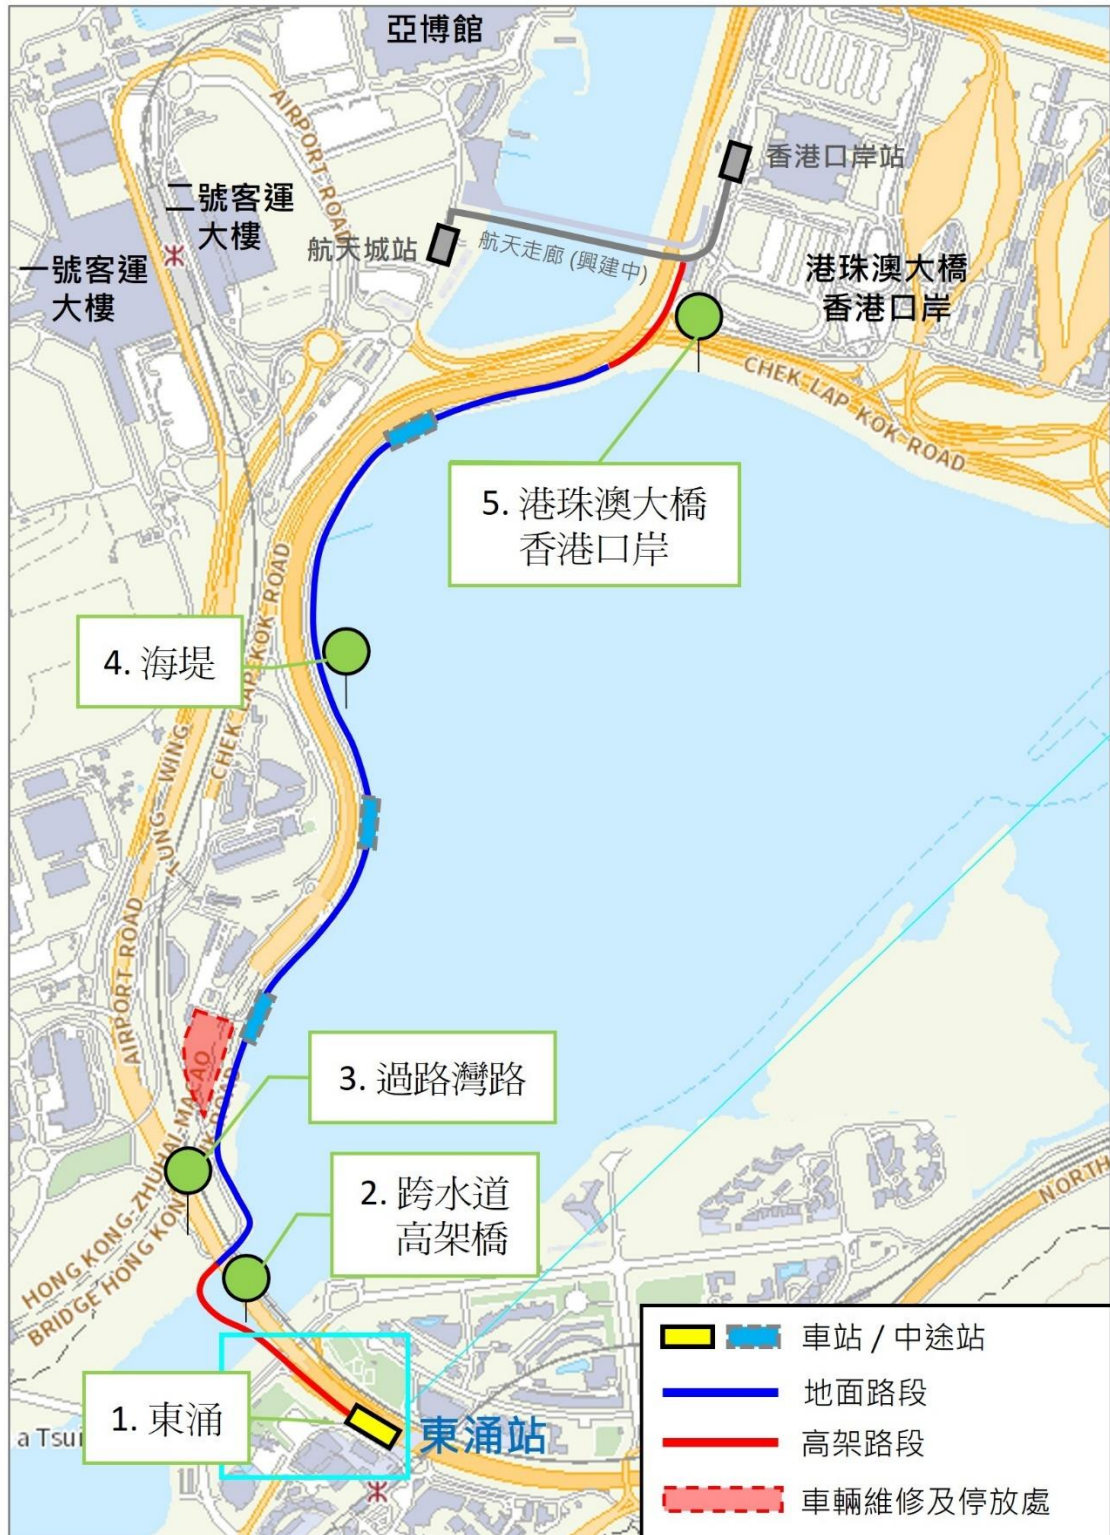 亞博館
AIRPORT ROAD
二號客運
大樓
一號客運
大樓
航天城站
航天走廊 (興建中)
香港口岸站
港珠澳大橋
香港口岸
CHEK LAP KOK ROAD
5. 港珠澳大橋
香港口岸
CHEK LAP KOK ROAD
4. 海堤
TUNG WING
AIRPORT ROAD
3. 過路灣路
2. 跨水道
高架橋
HONG KONG-ZHUHAI-MACAO
BRIDGE HONG KONG LINK ROAD
NORTH
1. 東涌
東涌站
a Tsui
車站 / 中途站
地面路段
高架路段
車輛維修及停放處